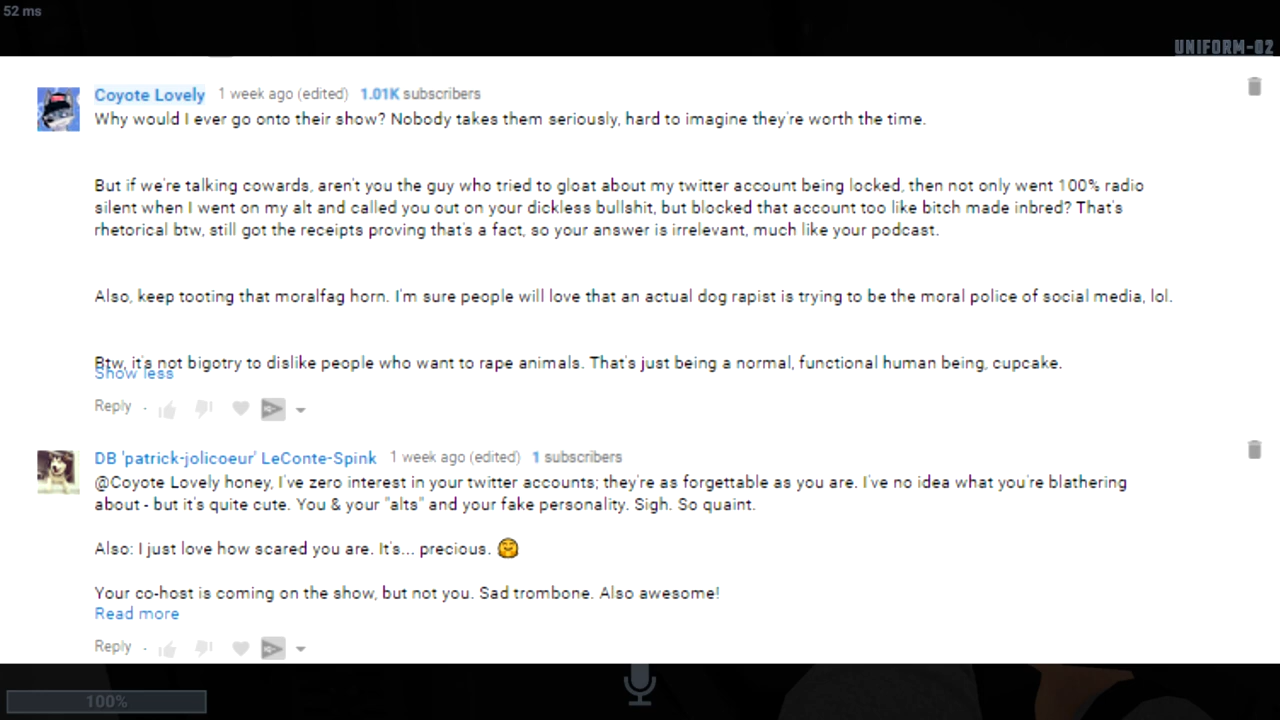 52 ms
UNIFORM-02
Coyote Lovely 1 week ago (edited) 1.01K subscribers
Why would I ever go onto their show? Nobody takes them seriously, hard to imagine they're worth the time.
But if we're talking cowards, aren't you the guy who tried to gloat about my twitter account being locked, then not only went 100% radio
silent when I went on my alt and called you out on your dickless bullshit, but blocked that account too like bitch made inbred? That's
rhetorical btw, still got the receipts proving that's a fact, so your answer is irrelevant, much like your podcast.
Also, keep tooting that moralfag horn. I'm sure people will love that an actual dog rapist is trying to be the moral police of social media, lol.
Btw, it's not bigotry to dislike people who want to rape animals. That's just being a normal, functional human being, cupcake.
Show less
Reply ·
DB 'patrick-jolicoeur' LeConte-Spink 1 week ago (edited) 1 subscribers
@Coyote Lovely honey, I've zero interest in your twitter accounts; they're as forgettable as you are. I've no idea what you're blathering
about - but it's quite cute. You & your "alts" and your fake personality. Sigh. So quaint.
Also: I just love how scared you are. It's... precious. 🤗
Your co-host is coming on the show, but not you. Sad trombone. Also awesome!
Read more
Reply ·
100%